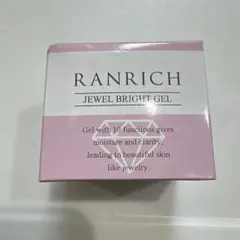 RANRICH
JEWEL BRIGHT GEL
Gel with 10 functions gives
moisture and clarity,
leading to beautiful skin
like jewelry.